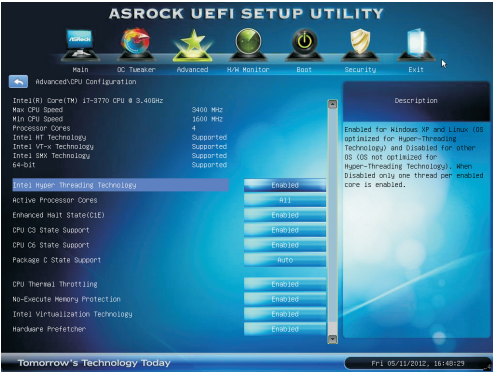 ASROCK UEFI SETUP UTILITY
ASRock
Main
OC Tweaker
Advanced
H/W Monitor
Boot
Security
Exit
Advanced\CPU Configuration
Intel(R) Core(TM) i7-3770 CPU @ 3.40GHz
Max CPU Speed 3400 MHz
Min CPU Speed 1600 MHz
Processor Cores 4
Intel HT Technology Supported
Intel VT-x Technology Supported
Intel SMX Technology Supported
64-bit Supported
Intel Hyper Threading Technology Enabled
Active Processor Cores All
Enhanced Halt State(C1E) Enabled
CPU C3 State Support Enabled
CPU C6 State Support Enabled
Package C State Support Auto
CPU Thermal Throttling Enabled
No-Execute Memory Protection Enabled
Intel Virtualization Technology Enabled
Hardware Prefetcher Enabled
Description
Enabled for Windows XP and Linux (OS
optimized for Hyper-Threading
Technology) and Disabled for other
OS (OS not optimized for
Hyper-Threading Technology). When
Disabled only one thread per enabled
core is enabled.
Tomorrow's Technology Today
Fri 05/11/2012, 16:48:29